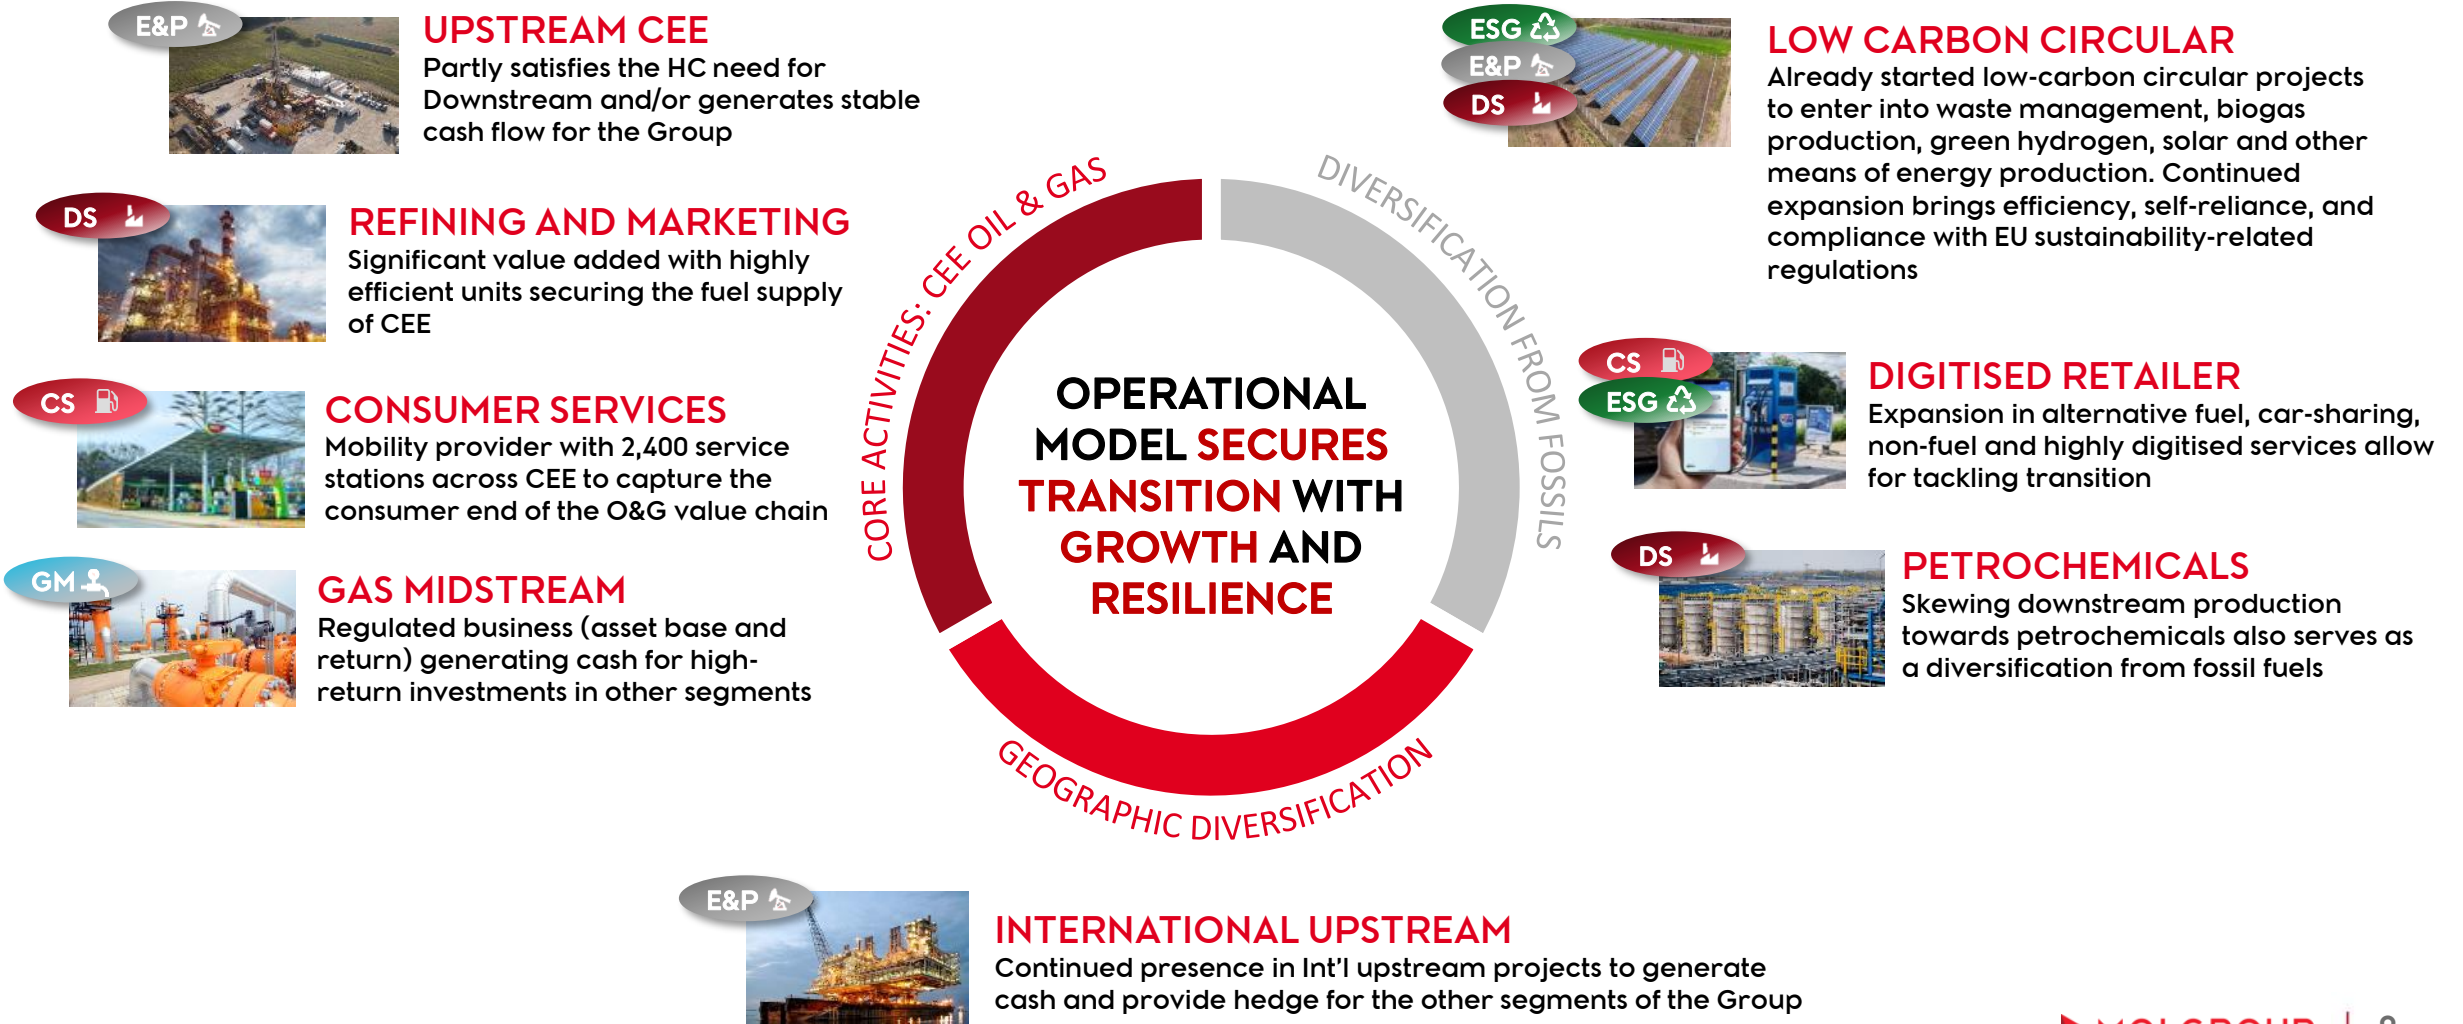 E&P
UPSTREAM CEE
Partly satisfies the HC need for
Downstream and/or generates stable
cash flow for the Group
DS
REFINING AND MARKETING
Significant value added with highly
efficient units securing the fuel supply
of CEE
CS
CONSUMER SERVICES
Mobility provider with 2,400 service
stations across CEE to capture the
consumer end of the O&G value chain
GM
GAS MIDSTREAM
Regulated business (asset base and
return) generating cash for high-
return investments in other segments
CORE ACTIVITIES: CEE OIL & GAS
DIVERSIFICATION FROM FOSSILS
GEOGRAPHIC DIVERSIFICATION
OPERATIONAL
MODEL SECURES
TRANSITION WITH
GROWTH AND
RESILIENCE
ESG
E&P
DS
LOW CARBON CIRCULAR
Already started low-carbon circular projects
to enter into waste management, biogas
production, green hydrogen, solar and other
means of energy production. Continued
expansion brings efficiency, self-reliance, and
compliance with EU sustainability-related
regulations
CS
ESG
DIGITISED RETAILER
Expansion in alternative fuel, car-sharing,
non-fuel and highly digitised services allow
for tackling transition
DS
PETROCHEMICALS
Skewing downstream production
towards petrochemicals also serves as
a diversification from fossil fuels
E&P
INTERNATIONAL UPSTREAM
Continued presence in Int'l upstream projects to generate
cash and provide hedge for the other segments of the Group
MOLGROUP